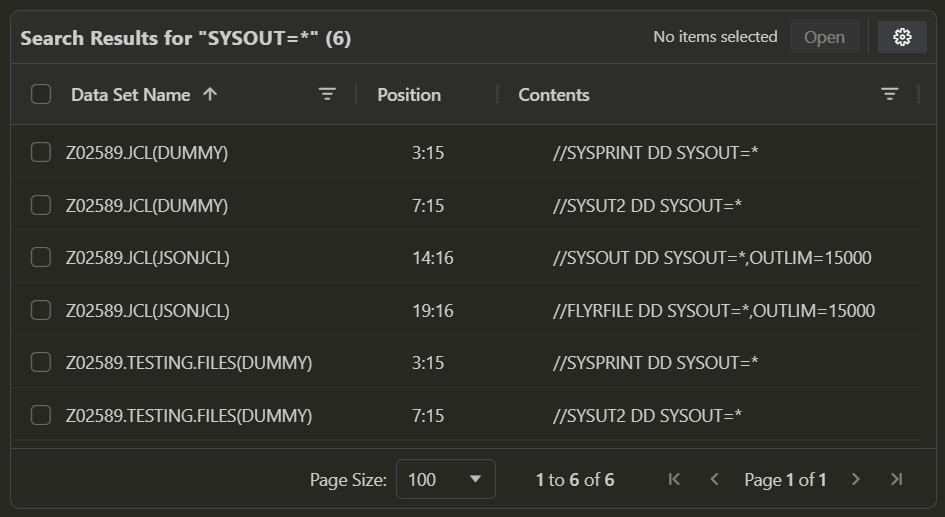 Search Results for "SYSOUT=*" (6) No items selected Open
Data Set Name Position Contents
Z02589.JCL(DUMMY) 3:15 //SYSPRINT DD SYSOUT=*
Z02589.JCL(DUMMY) 7:15 //SYSUT2 DD SYSOUT=*
Z02589.JCL(JSONJCL) 14:16 //SYSOUT DD SYSOUT=*,OUTLIM=15000
Z02589.JCL(JSONJCL) 19:16 //FLYRFILE DD SYSOUT=*,OUTLIM=15000
Z02589.TESTING.FILES(DUMMY) 3:15 //SYSPRINT DD SYSOUT=*
Z02589.TESTING.FILES(DUMMY) 7:15 //SYSUT2 DD SYSOUT=*
Page Size: 100 1 to 6 of 6 Page 1 of 1